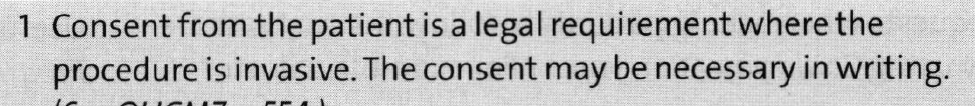 1 Consent from the patient is a legal requirement where the
procedure is invasive. The consent may be necessary in writing.